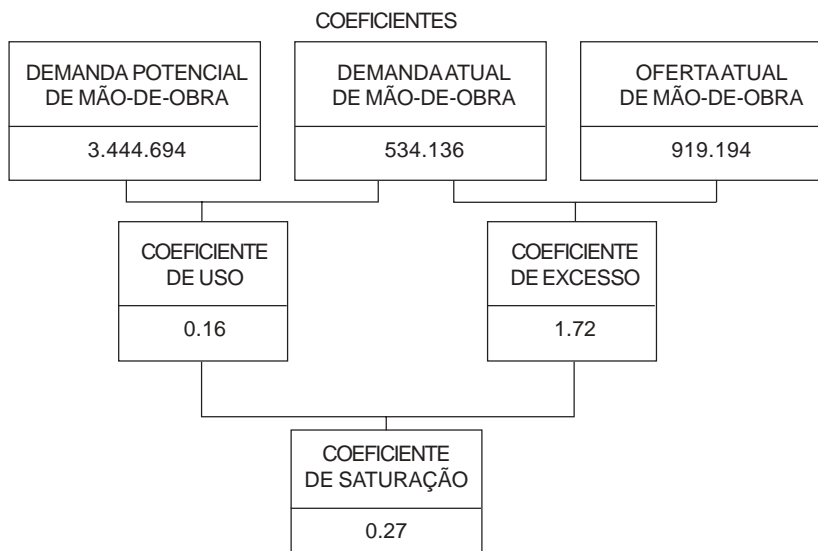 COEFICIENTES
DEMANDA POTENCIAL
DE MÃO-DE-OBRA
3.444.694
DEMANDA ATUAL
DE MÃO-DE-OBRA
534.136
OFERTA ATUAL
DE MÃO-DE-OBRA
919.194
COEFICIENTE
DE USO
0.16
COEFICIENTE
DE EXCESSO
1.72
COEFICIENTE
DE SATURAÇÃO
0.27